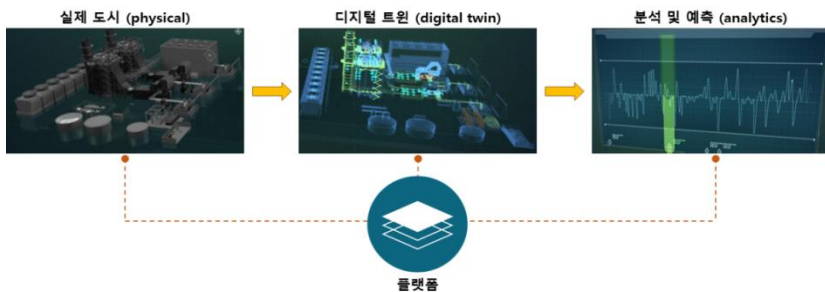 실제 도시 (physical)
디지털 트윈 (digital twin)
분석 및 예측 (analytics)
플랫폼